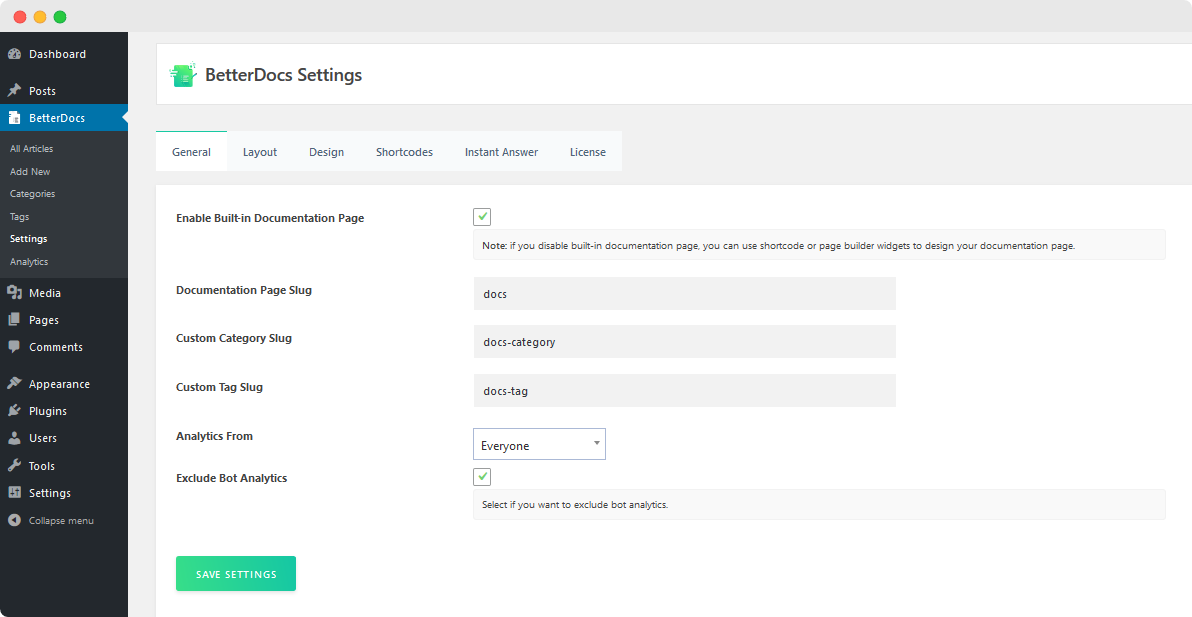 Dashboard
Posts
BetterDocs
All Articles
Add New
Categories
Tags
Settings
Analytics
Media
Pages
Comments
Appearance
Plugins
Users
Tools
Settings
Collapse menu
BetterDocs Settings
General Layout Design Shortcodes Instant Answer License
Enable Built-in Documentation Page
Note: if you disable built-in documentation page, you can use shortcode or page builder widgets to design your documentation page.
Documentation Page Slug docs
Custom Category Slug docs-category
Custom Tag Slug docs-tag
Analytics From Everyone
Exclude Bot Analytics
Select if you want to exclude bot analytics.
SAVE SETTINGS